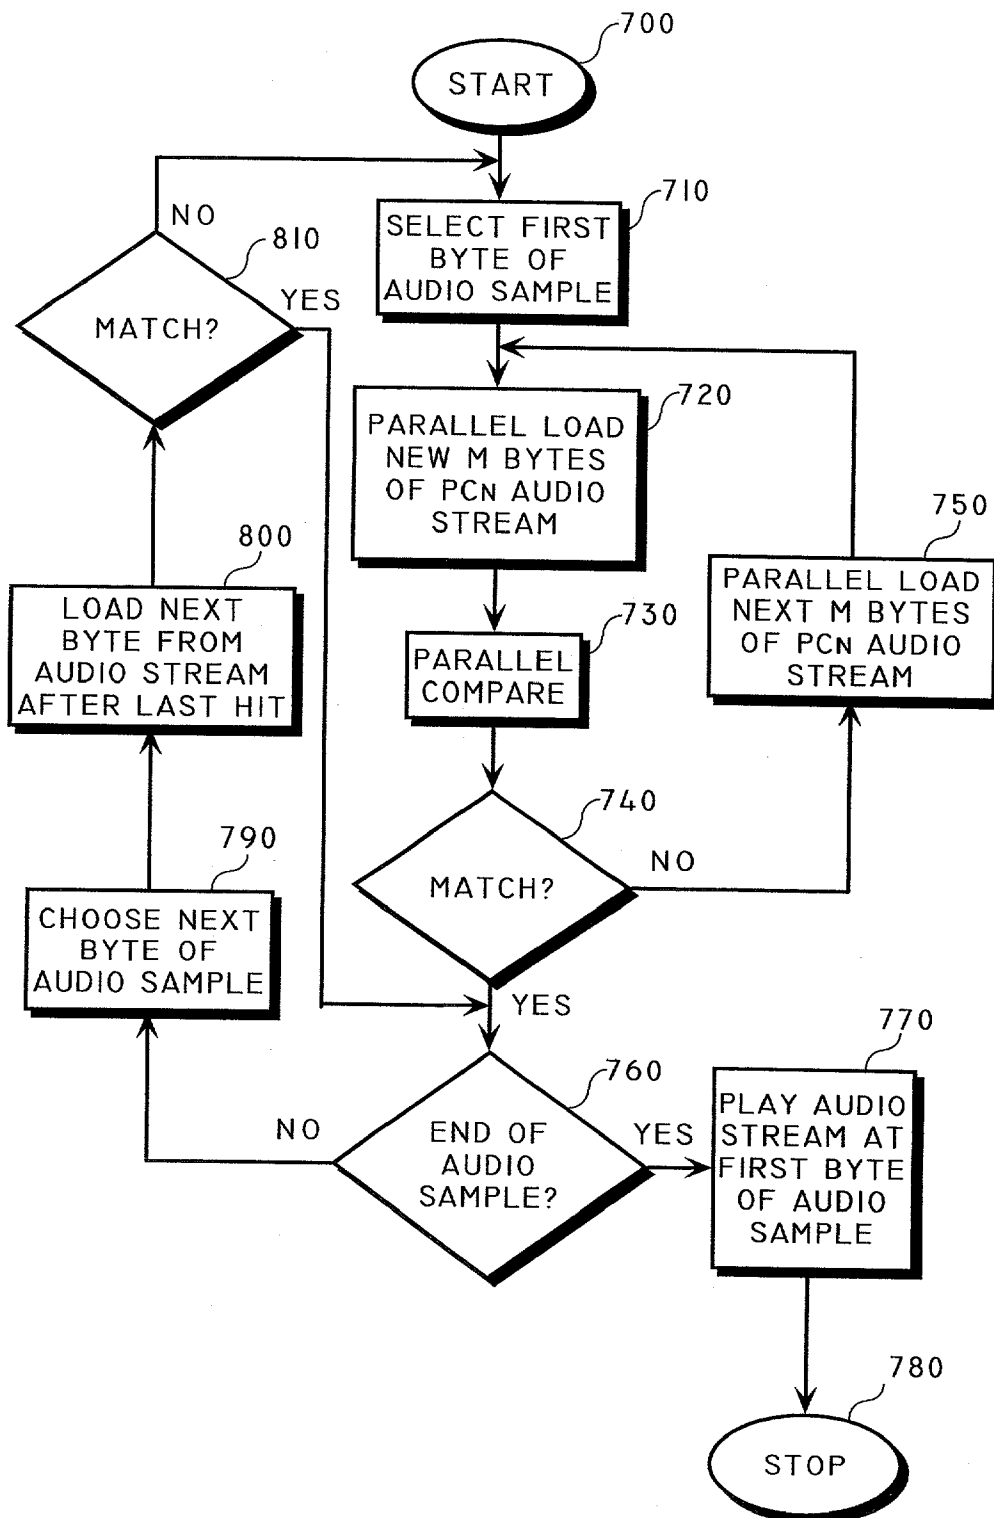 700
START
710
SELECT FIRST
BYTE OF
AUDIO SAMPLE
NO
810
MATCH?
YES
720
PARALLEL LOAD
NEW M BYTES
OF PCN AUDIO
STREAM
730
PARALLEL
COMPARE
750
PARALLEL LOAD
NEXT M BYTES
OF PCN AUDIO
STREAM
800
LOAD NEXT
BYTE FROM
AUDIO STREAM
AFTER LAST HIT
740
MATCH?
NO
YES
790
CHOOSE NEXT
BYTE OF
AUDIO SAMPLE
760
END OF
AUDIO
SAMPLE?
NO
YES
770
PLAY AUDIO
STREAM AT
FIRST BYTE
OF AUDIO
SAMPLE
780
STOP